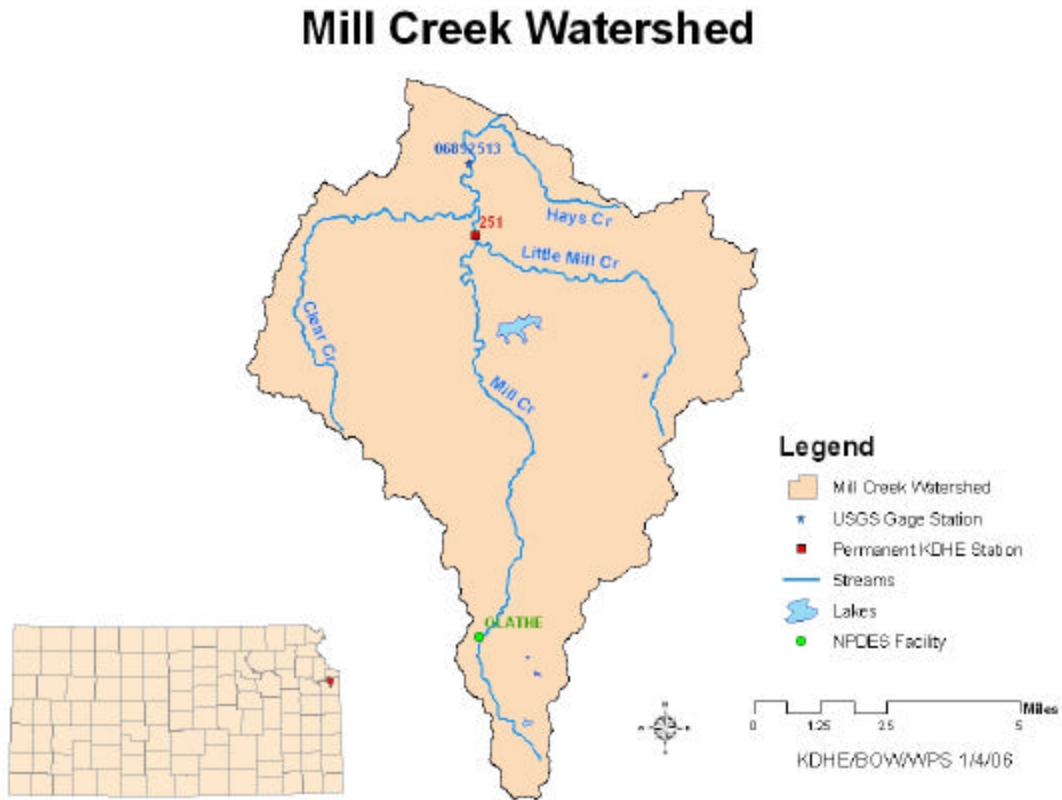 Mill Creek Watershed
06892513
Hays Cr
251
Little Mill Cr
Clear Cr
Mill Cr
OLATHE
Legend
Mill Creek Watershed
USGS Gage Station
Permanent KDHE Station
Streams
Lakes
NPDES Facility
Miles
0 1.25 2.5 5
KDHE/BOW/WPS 1/4/06